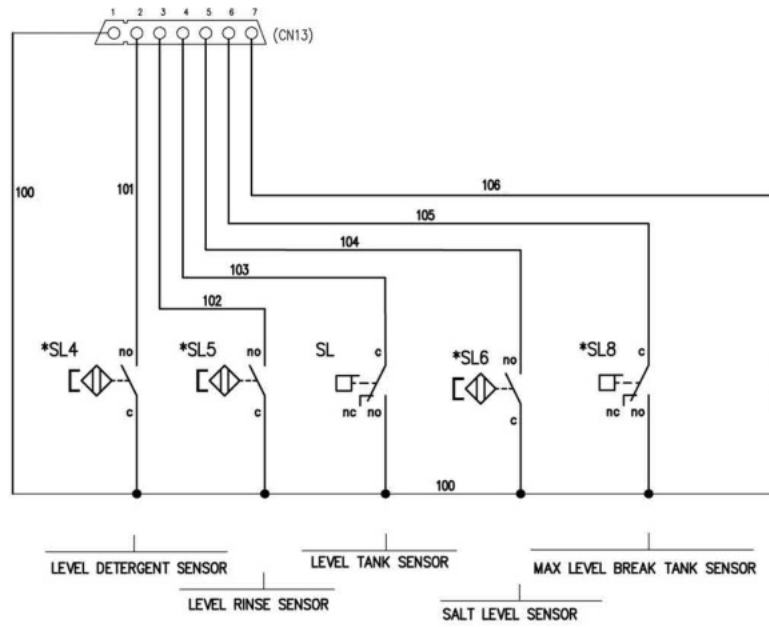 1 2 3 4 5 6 7
(CN13)
100 101 106
105
104
103
102
*SL4 no *SL5 no SL c *SL6 no *SL8 c
c c nc no c nc no
100
LEVEL DETERGENT SENSOR
LEVEL RINSE SENSOR
LEVEL TANK SENSOR
SALT LEVEL SENSOR
MAX LEVEL BREAK TANK SENSOR